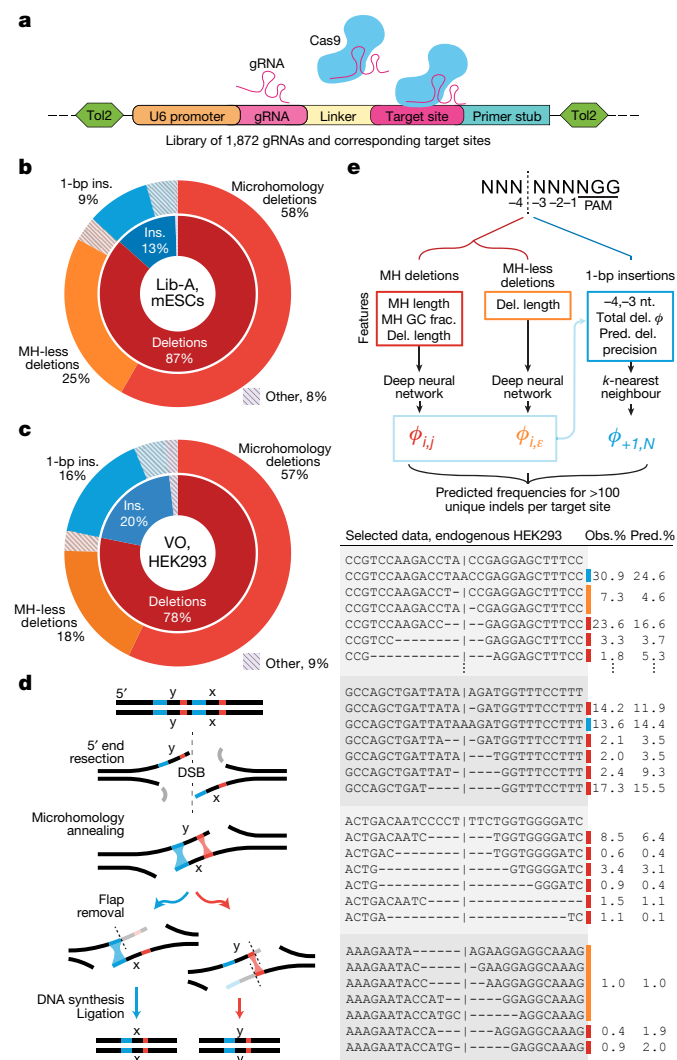 a
Cas9
gRNA
Tol2 U6 promoter gRNA Linker Target site Primer stub Tol2
Library of 1,872 gRNAs and corresponding target sites
b
1-bp ins.
9%
Microhomology
deletions
58%
Ins.
13%
Lib-A,
mESCs
Deletions
87%
MH-less
deletions
25%
Other, 8%
c
1-bp ins.
16%
Microhomology
deletions
57%
Ins.
20%
VO,
HEK293
Deletions
78%
MH-less
deletions
18%
Other, 9%
d
5′ y x
y x
5′ end
resection
y
DSB
x
Microhomology
annealing
y
x
Flap
removal
x
y
DNA synthesis
Ligation
x
y
x
y
e
NNN NNNNNGG
−4 −3 −2 −1 PAM
MH deletions
MH-less
deletions
1-bp insertions
Features
MH length
MH GC frac.
Del. length
Del. length
−4,−3 nt.
Total del. ϕ
Pred. del.
precision
Deep neural
network
Deep neural
network
k-nearest
neighbour
ϕi,j ϕi,ε ϕ+1,N
Predicted frequencies for >100
unique indels per target site
Selected data, endogenous HEK293 Obs.% Pred.%
CCGTCCAAGACCTA|CCGAGGAGCTTTCC
CCGTCCAAGACCTAACCGAGGAGCTTTCC 30.9 24.6
CCGTCCAAGACCT-|CCGAGGAGCTTTCC
7.3 4.6
CCGTCCAAGACCTA|-CGAGGAGCTTTCC
CCGTCCAAGACC--|CCGAGGAGCTTTCC 23.6 16.6
CCGTCC--------|--GAGGAGCTTTCC 3.3 3.7
CCG-----------|---AGGAGCTTTCC 1.8 5.3
GCCAGCTGATTATA|AGATGGTTTCCTTT
GCCAGCTGATTAT-|AGATGGTTTCCTTT 14.2 11.9
GCCAGCTGATTATAAAGATGGTTTCCTTT 13.6 14.4
GCCAGCTGATTA--|-GATGGTTTCCTTT 2.1 3.5
GCCAGCTGATTATA|----GGTTTCCTTT 2.0 3.5
GCCAGCTGATTAT-|----GGTTTCCTTT 2.4 9.3
GCCAGCTGAT----|---TGGTTTCCTTT 17.3 15.5
ACTGACAATCCCCT|TTCTGGTGGGGATC
ACTGACAATC----|---TGGTGGGGATC 8.5 6.4
ACTGAC--------|---TGGTGGGGATC 0.6 0.4
ACTG----------|-----GTGGGGATC 3.4 3.1
ACTG----------|--------GGGATC 0.9 0.4
ACTGACAATC----|-------------- 1.5 1.1
ACTGA---------|------------TC 1.1 0.1
AAAGAATA------|AGAAGGAGGCAAAG
AAAGAATAC-----|-GAAGGAGGCAAAG
AAAGAATACC----|--AAGGAGGCAAAG 1.0 1.0
AAAGAATACCAT--|----GGAGGCAAAG
AAAGAATACCATGC|-----AGGCAAAG
AAAGAATACCA---|---AGGAGGCAAAG 0.4 1.9
AAAGAATACCATG-|----GGAGGCAAAG 0.9 2.0